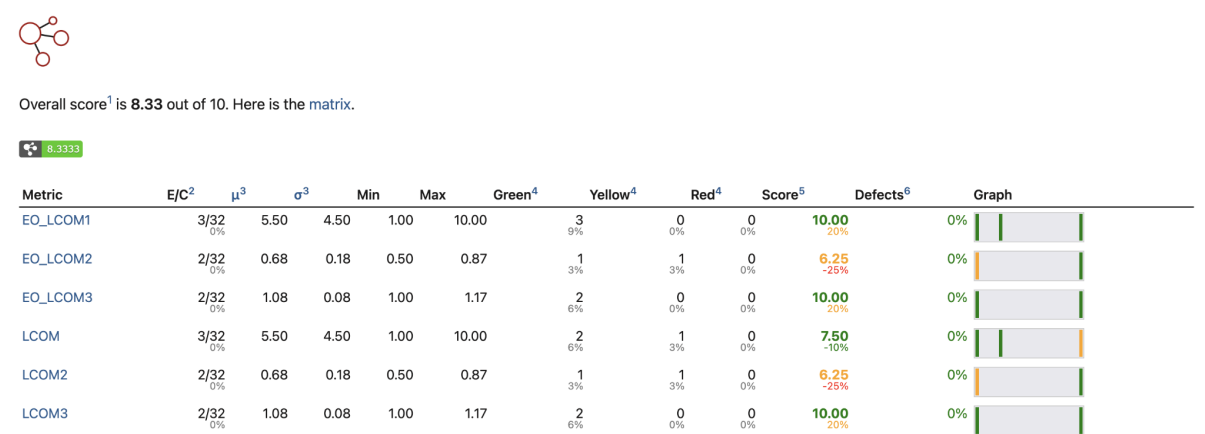 Overall score1 is 8.33 out of 10. Here is the matrix.
8.3333
Metric E/C2 μ3 σ3 Min Max Green4 Yellow4 Red4 Score5 Defects6 Graph
EO_LCOM1 3/32 5.50 4.50 1.00 10.00 3 0 0 10.00 0%
0% 9% 0% 0% 20%
EO_LCOM2 2/32 0.68 0.18 0.50 0.87 1 1 0 6.25 0%
0% 3% 3% 0% -25%
EO_LCOM3 2/32 1.08 0.08 1.00 1.17 2 0 0 10.00 0%
0% 6% 0% 0% 20%
LCOM 3/32 5.50 4.50 1.00 10.00 2 1 0 7.50 0%
0% 6% 3% 0% -10%
LCOM2 2/32 0.68 0.18 0.50 0.87 1 1 0 6.25 0%
0% 3% 3% 0% -25%
LCOM3 2/32 1.08 0.08 1.00 1.17 2 0 0 10.00 0%
0% 6% 0% 0% 20%